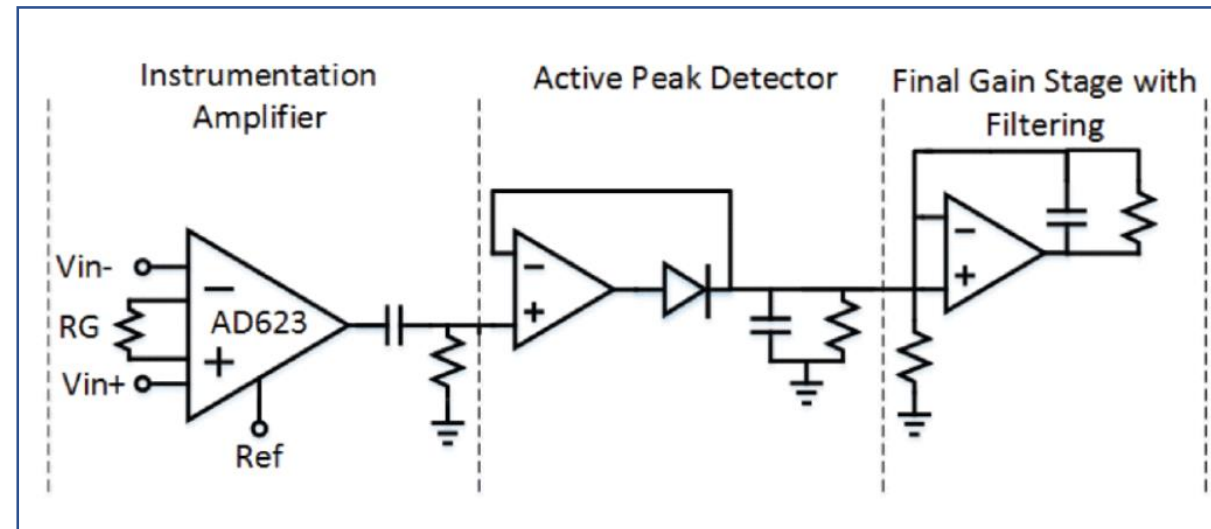 Instrumentation
Amplifier
Active Peak Detector
Final Gain Stage with
Filtering
Vin-
RG
Vin+
−
+
AD623
Ref
−
+
−
+